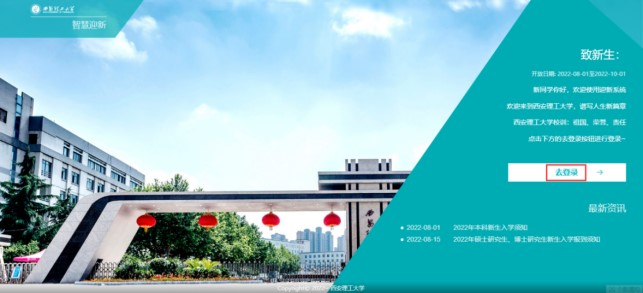 西安理工大学
智慧迎新
致新生：
开放日期: 2022-08-01至2022-10-01
新同学你好，欢迎使用迎新系统
欢迎来到西安理工大学，谱写人生新篇章
西安理工大学校训：祖国、荣誉、责任
点击下方的去登录按钮进行登录~
去登录 →
最新资讯
2022-08-01 2022年本科新生入学须知
2022-08-15 2022年硕士研究生、博士研究生新生入学报到须知
Copyright© 2022 西安理工大学